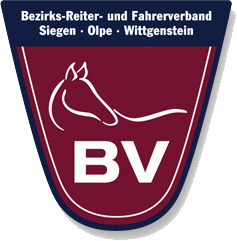 Bezirks-Reiter- und Fahrerverband
Siegen · Olpe · Wittgenstein
BV